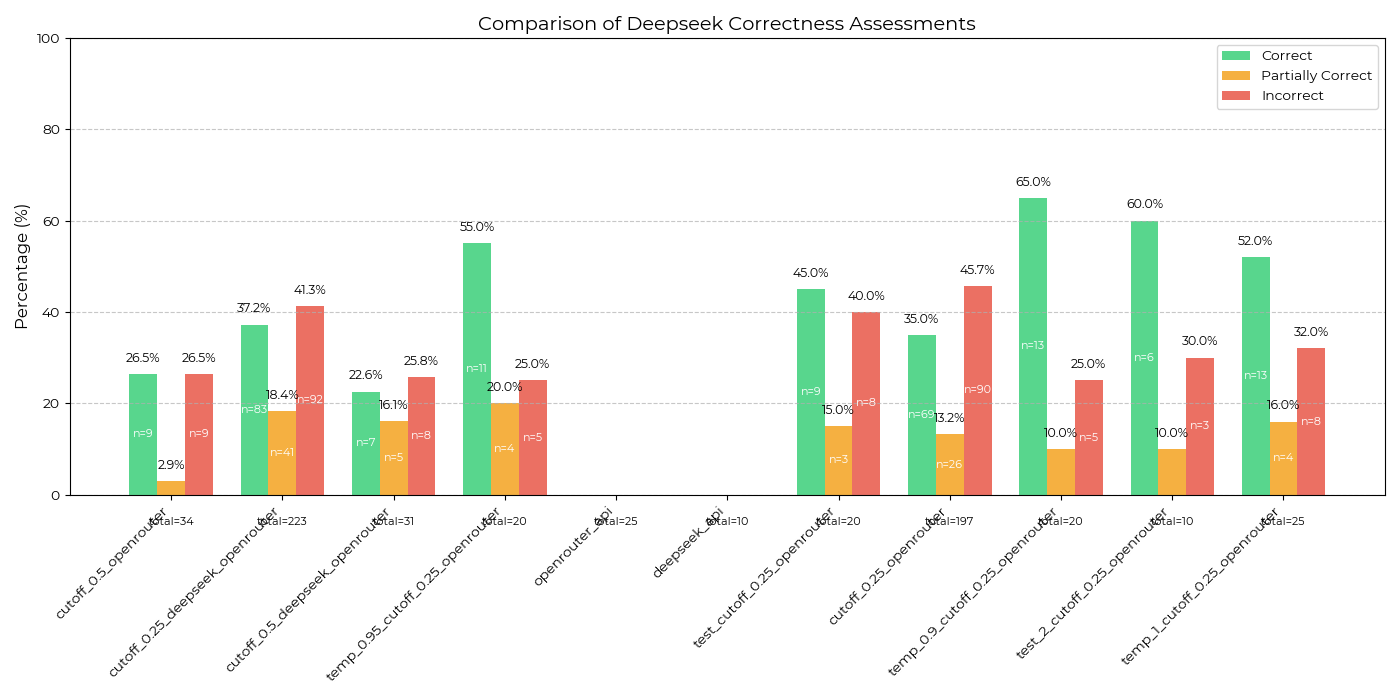 Comparison of Deepseek Correctness Assessments
Correct
Partially Correct
Incorrect
Percentage (%)
100
80
60
40
20
0
26.5%
n=9
2.9%
26.5%
n=9
37.2%
n=83
18.4%
n=41
41.3%
n=92
22.6%
n=7
16.1%
n=5
25.8%
n=8
55.0%
n=11
20.0%
n=4
25.0%
n=5
45.0%
n=9
15.0%
n=3
40.0%
n=8
35.0%
n=69
13.2%
n=26
45.7%
n=90
65.0%
n=13
10.0%
25.0%
n=5
60.0%
n=6
10.0%
30.0%
n=3
52.0%
n=13
16.0%
n=4
32.0%
n=8
total=34
total=223
total=31
total=20
total=25
total=10
total=20
total=197
total=20
total=10
total=25
cutoff_0.5_openrouter
cutoff_0.25_deepseek_openrouter
cutoff_0.5_deepseek_openrouter
temp_0.95_cutoff_0.25_openrouter
openrouter_api
deepseek_api
test_cutoff_0.25_openrouter
cutoff_0.25_openrouter
temp_0.9_cutoff_0.25_openrouter
test_2_cutoff_0.25_openrouter
temp_1_cutoff_0.25_openrouter